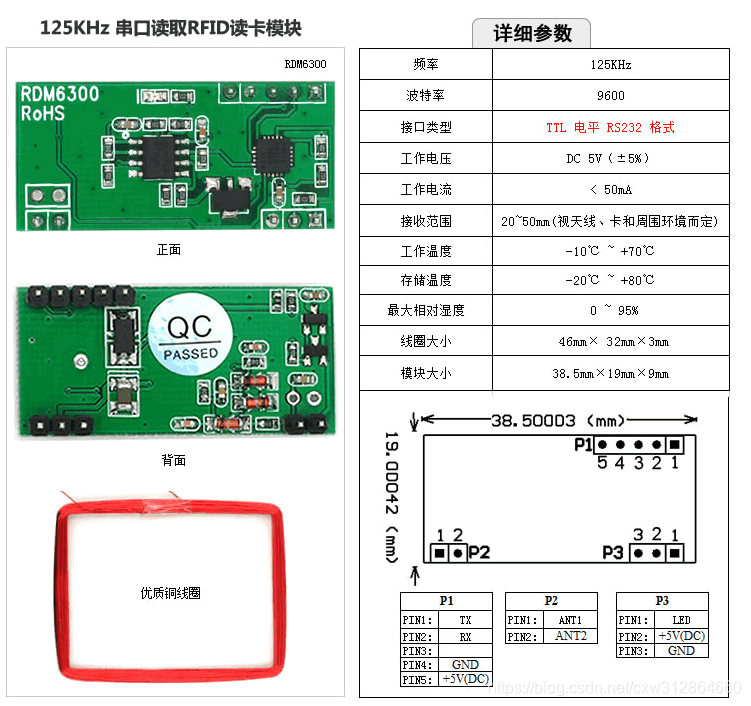 125KHz 串口读取RFID读卡模块
RDM6300
RDM6300
RoHS
正面
QC
PASSED
背面
优质铜线圈
详细参数
频率 125KHz
波特率 9600
接口类型 TTL 电平 RS232 格式
工作电压 DC 5V（±5%）
工作电流 < 50mA
接收范围 20~50mm(视天线、卡和周围环境而定)
工作温度 -10℃ ~ +70℃
存储温度 -20℃ ~ +80℃
最大相对湿度 0 ~ 95%
线圈大小 46mm× 32mm×3mm
模块大小 38.5mm×19mm×9mm
38.500D3 (mm)
19.0DD42 (mm)
P1
5 4 3 2 1
1 2
P2
3 2 1
P3
P1
PIN1: TX
PIN2: RX
PIN3:
PIN4: GND
PIN5: +5V(DC)
P2
PIN1: ANT1
PIN2: ANT2
P3
PIN1: LED
PIN2: +5V(DC)
PIN3: GND
https://blog.csdn.net/cxw312864660